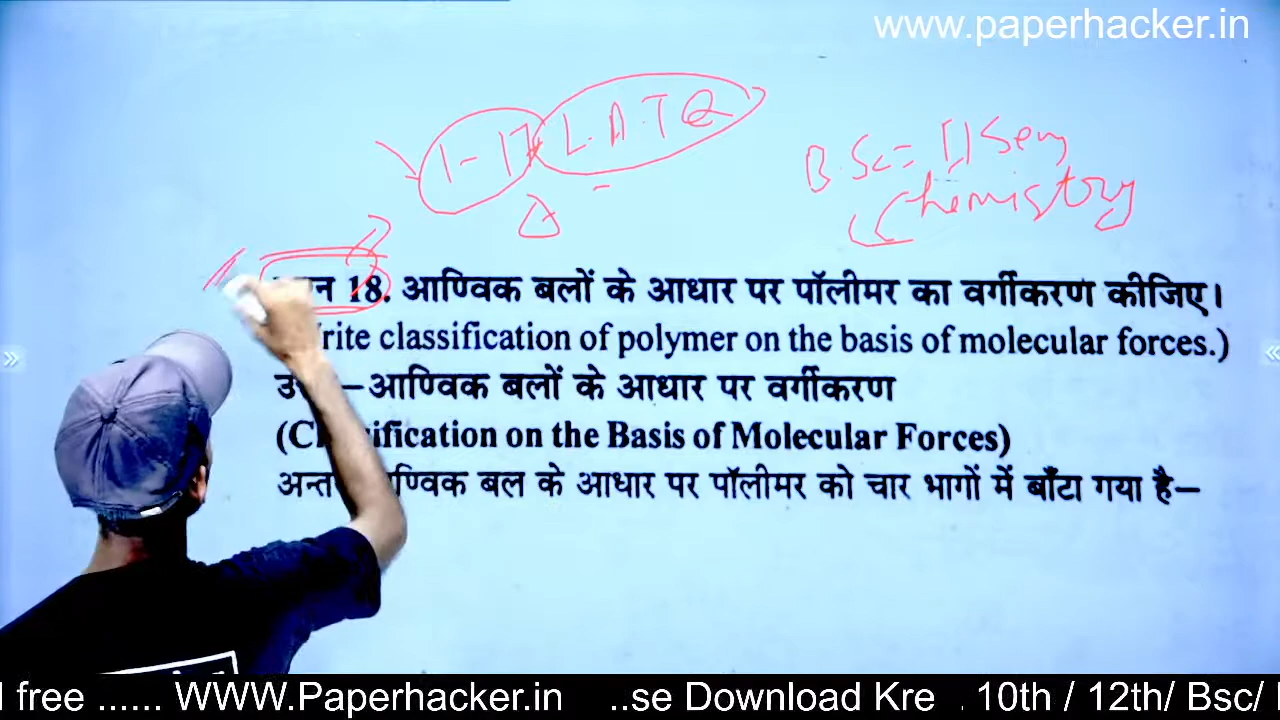 www.paperhacker.in
1-17 L.A.T.Q
B.Sc= II Sem
Chemistry
18. आण्विक बलों के आधार पर पॉलीमर का वर्गीकरण कीजिए।
rite classification of polymer on the basis of molecular forces.)
–आण्विक बलों के आधार पर वर्गीकरण
ification on the Basis of Molecular Forces)
अन्त ण्विक बल के आधार पर पॉलीमर को चार भागों में बाँटा गया है–
free ...... WWW.Paperhacker.in ..se Download Kre . 10th / 12th/ Bsc/